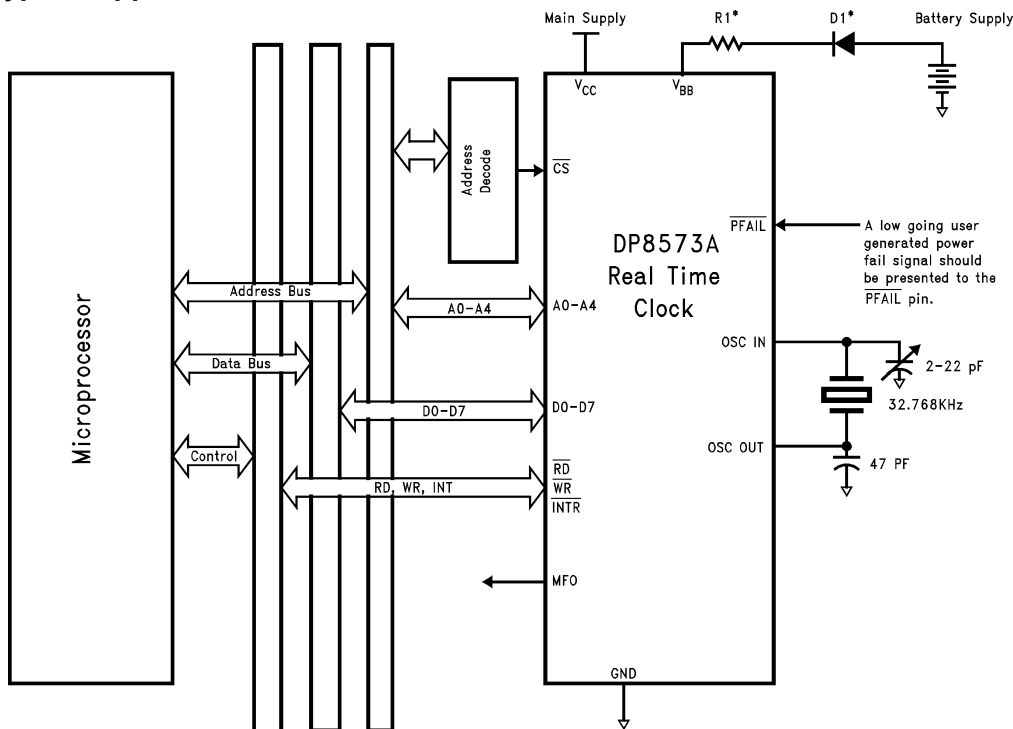 Main Supply
R1*
D1*
Battery Supply
VCC
VBB
Address
Decode
CS
PFAIL
A low going user
generated power
fail signal should
be presented to the
PFAIL pin.
DP8573A
Real Time
Clock
Microprocessor
Address Bus
A0-A4
A0-A4
OSC IN
2-22 pF
Data Bus
32.768KHz
D0-D7
D0-D7
OSC OUT
Control
47 PF
RD
RD, WR, INT
WR
INTR
MFO
GND